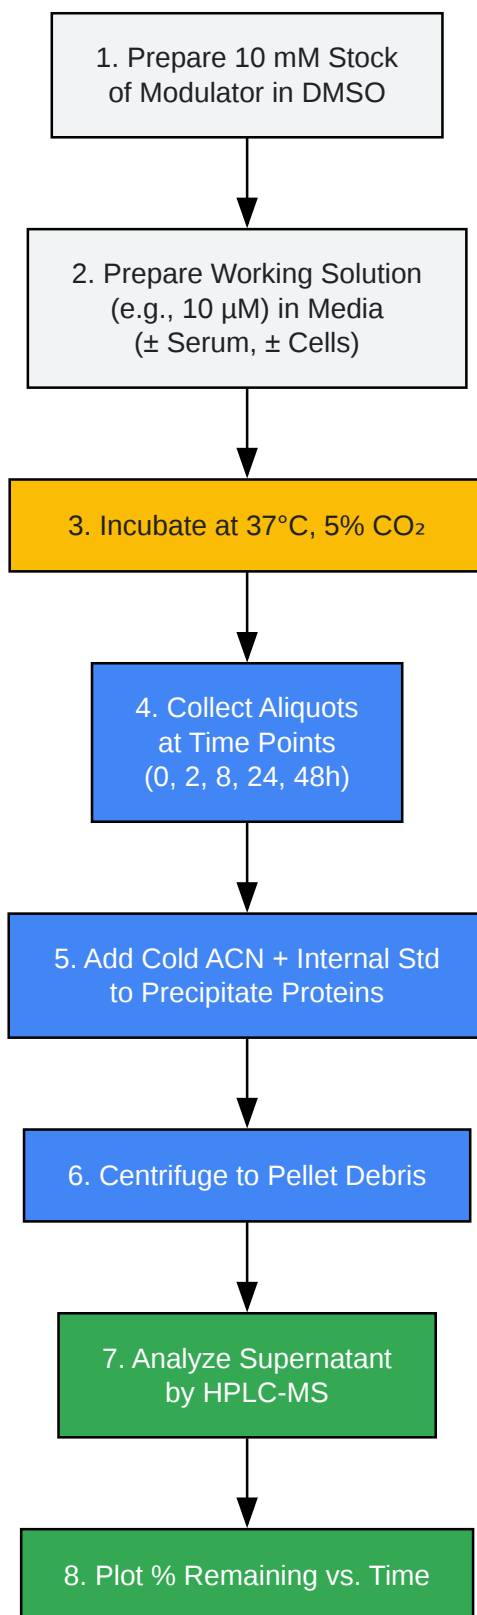 1. Prepare 10 mM Stock
of Modulator in DMSO
2. Prepare Working Solution
(e.g., 10 µM) in Media
(± Serum, ± Cells)
3. Incubate at 37°C, 5% CO₂
4. Collect Aliquots
at Time Points
(0, 2, 8, 24, 48h)
5. Add Cold ACN + Internal Std
to Precipitate Proteins
6. Centrifuge to Pellet Debris
7. Analyze Supernatant
by HPLC-MS
8. Plot % Remaining vs. Time